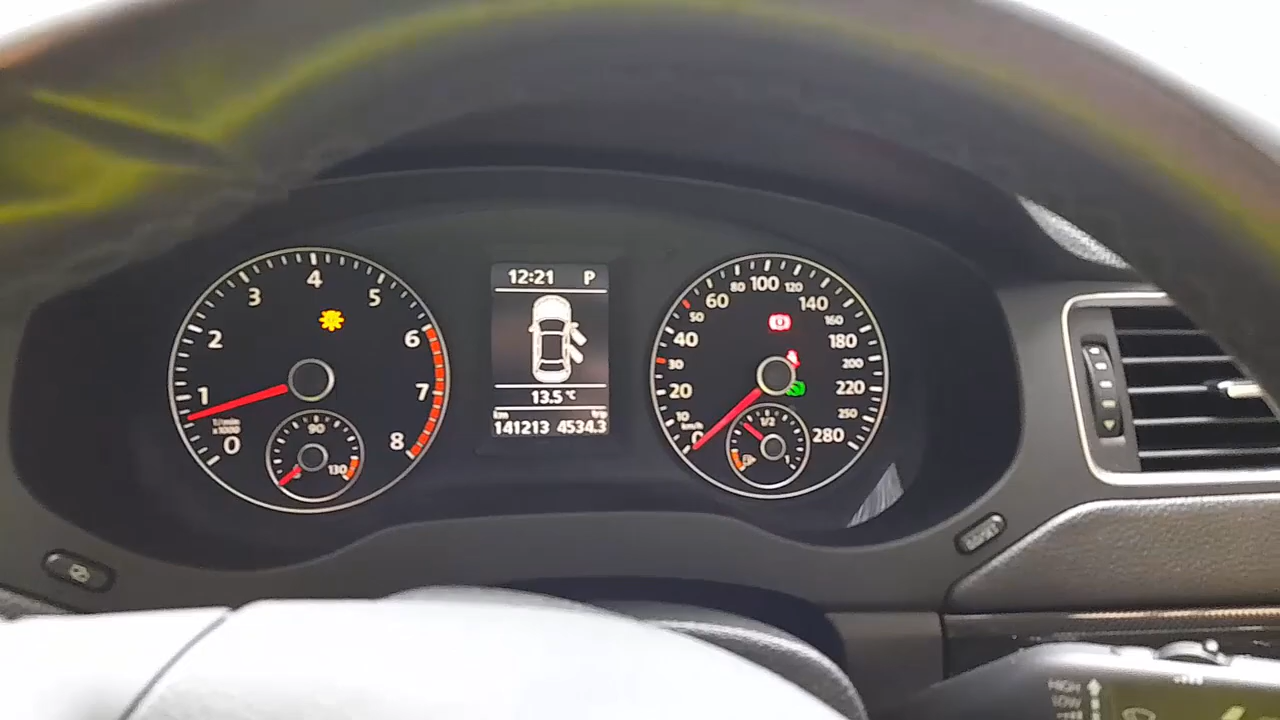 12:21 P
13.5 °C
km trip
141213 4534.3
0 1 2 3 4 5 6 7 8
1/min
x1000
90
130
0 10 20 30 40 50 60 80 100 120 140 160 180 200 220 250 280
km/h
1/2
1
HIGH
LOW